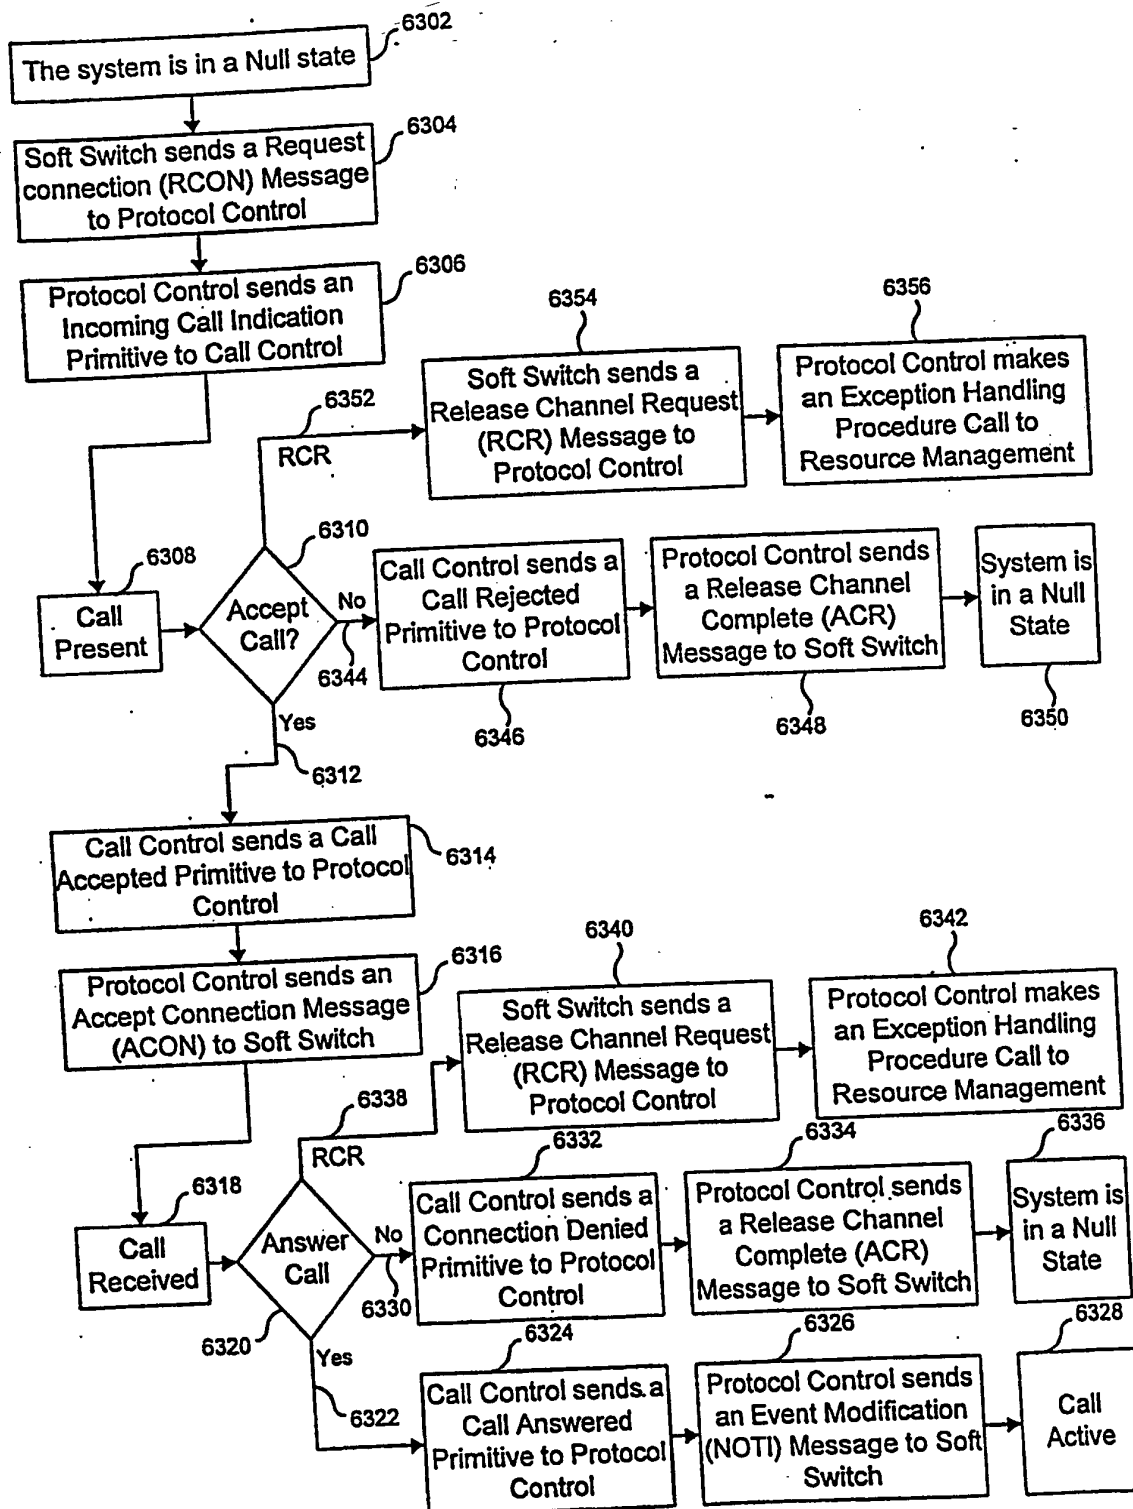 6302
The system is in a Null state
6304
Soft Switch sends a Request
connection (RCON) Message
to Protocol Control
6306
Protocol Control sends an
Incoming Call Indication
Primitive to Call Control
6354
6356
Soft Switch sends a
Release Channel Request
(RCR) Message to
Protocol Control
Protocol Control makes
an Exception Handling
Procedure Call to
Resource Management
6352
RCR
6310
6308
Call
Present
Accept
Call?
No
6344
Call Control sends a
Call Rejected
Primitive to Protocol
Control
Protocol Control sends
a Release Channel
Complete (ACR)
Message to Soft Switch
System is
in a Null
State
6346
6348
6350
Yes
6312
Call Control sends a Call
Accepted Primitive to Protocol
Control
6314
Protocol Control sends an
Accept Connection Message
(ACON) to Soft Switch
6316
6340
6342
Soft Switch sends a
Release Channel Request
(RCR) Message to
Protocol Control
Protocol Control makes
an Exception Handling
Procedure Call to
Resource Management
6338
RCR
6332
6334
6336
6318
Call
Received
Answer
Call
6320
No
6330
Call Control sends a
Connection Denied
Primitive to Protocol
Control
Protocol Control sends
a Release Channel
Complete (ACR)
Message to Soft Switch
System is
in a Null
State
6324
6326
6328
Yes
6322
Call Control sends a
Call Answered
Primitive to Protocol
Control
Protocol Control sends
an Event Modification
(NOTI) Message to Soft
Switch
Call
Active